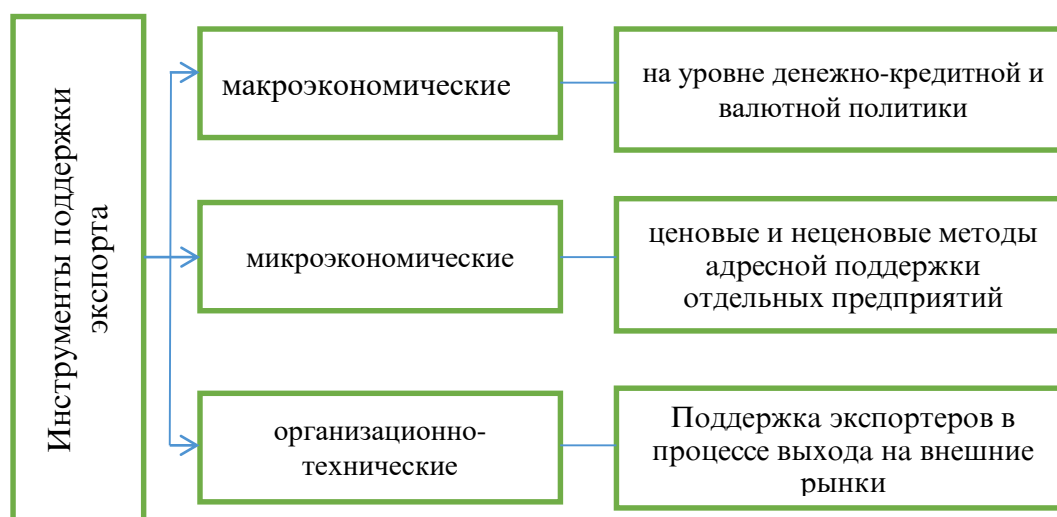 Инструменты поддержки
экспорта
макроэкономические
на уровне денежно-кредитной и
валютной политики
микроэкономические
ценовые и неценовые методы
адресной поддержки
отдельных предприятий
организационно-
технические
Поддержка экспортеров в
процессе выхода на внешние
рынки